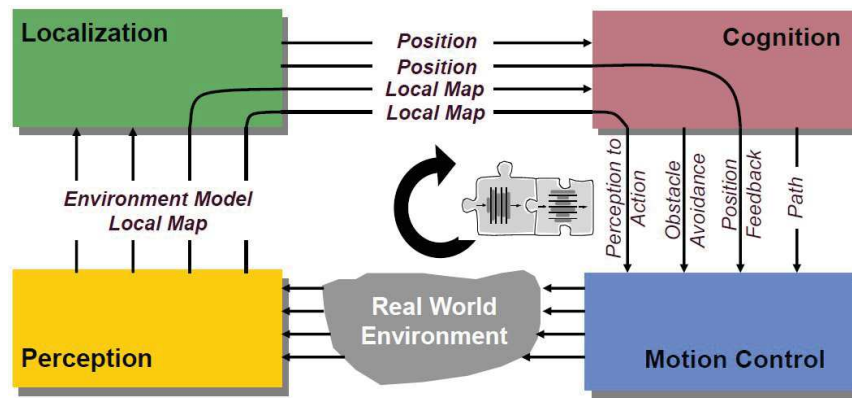 Localization
Position
Position
Local Map
Local Map
Cognition
Environment Model
Local Map
Perception to
Action
Obstacle
Avoidance
Position
Feedback
Path
Real World
Environment
Perception
Motion Control